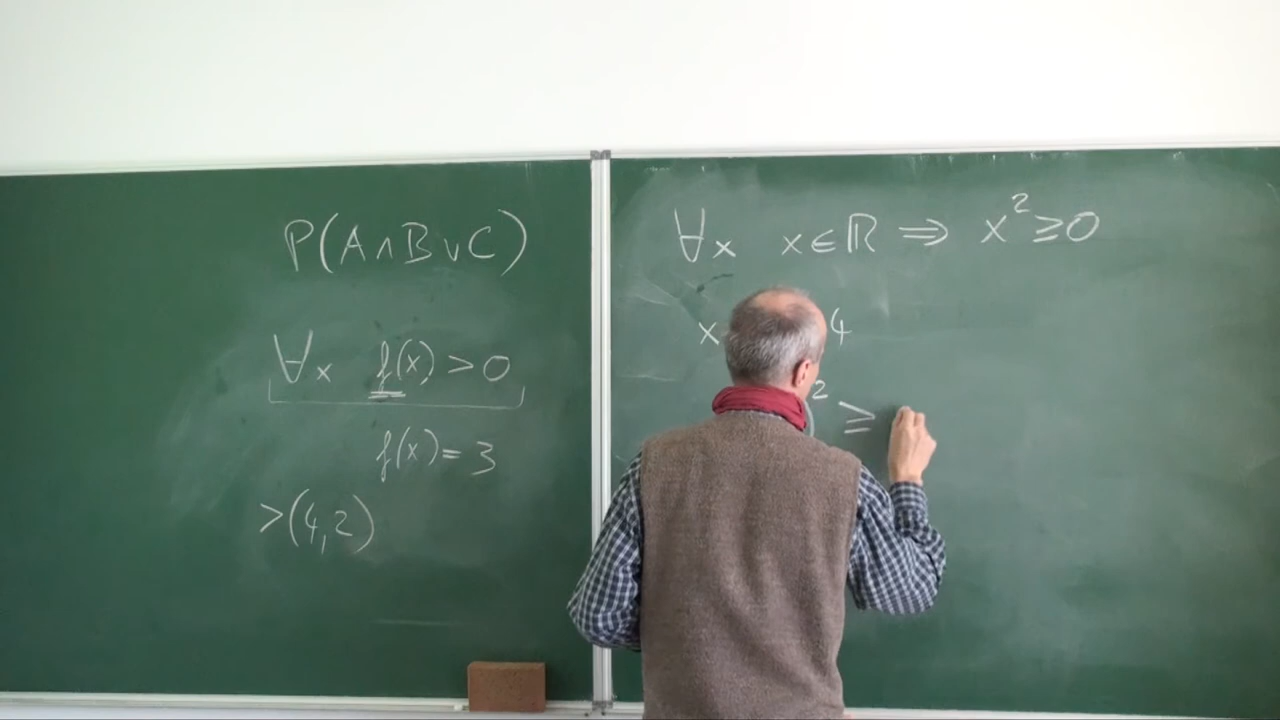 P(A∧B∨C)
∀x f(x) > 0
f(x) = 3
>(4,2)
∀x x∈ℝ ⇒ x² ≥ 0
x 4
² ≥